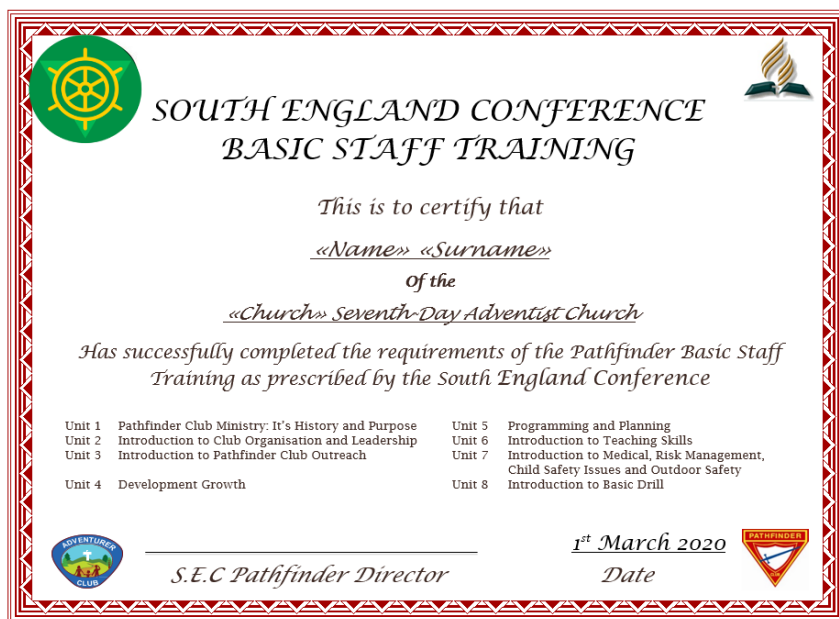 SOUTH ENGLAND CONFERENCE
BASIC STAFF TRAINING
This is to certify that
«Name» «Surname»
Of the
«Church» Seventh-Day Adventist Church
Has successfully completed the requirements of the Pathfinder Basic Staff
Training as prescribed by the South England Conference
Unit 1 Pathfinder Club Ministry: It's History and Purpose
Unit 2 Introduction to Club Organisation and Leadership
Unit 3 Introduction to Pathfinder Club Outreach
Unit 4 Development Growth
Unit 5 Programming and Planning
Unit 6 Introduction to Teaching Skills
Unit 7 Introduction to Medical, Risk Management,
Child Safety Issues and Outdoor Safety
Unit 8 Introduction to Basic Drill
ADVENTURER
CLUB
S.E.C Pathfinder Director
1st March 2020
Date
PATHFINDER
CLUB